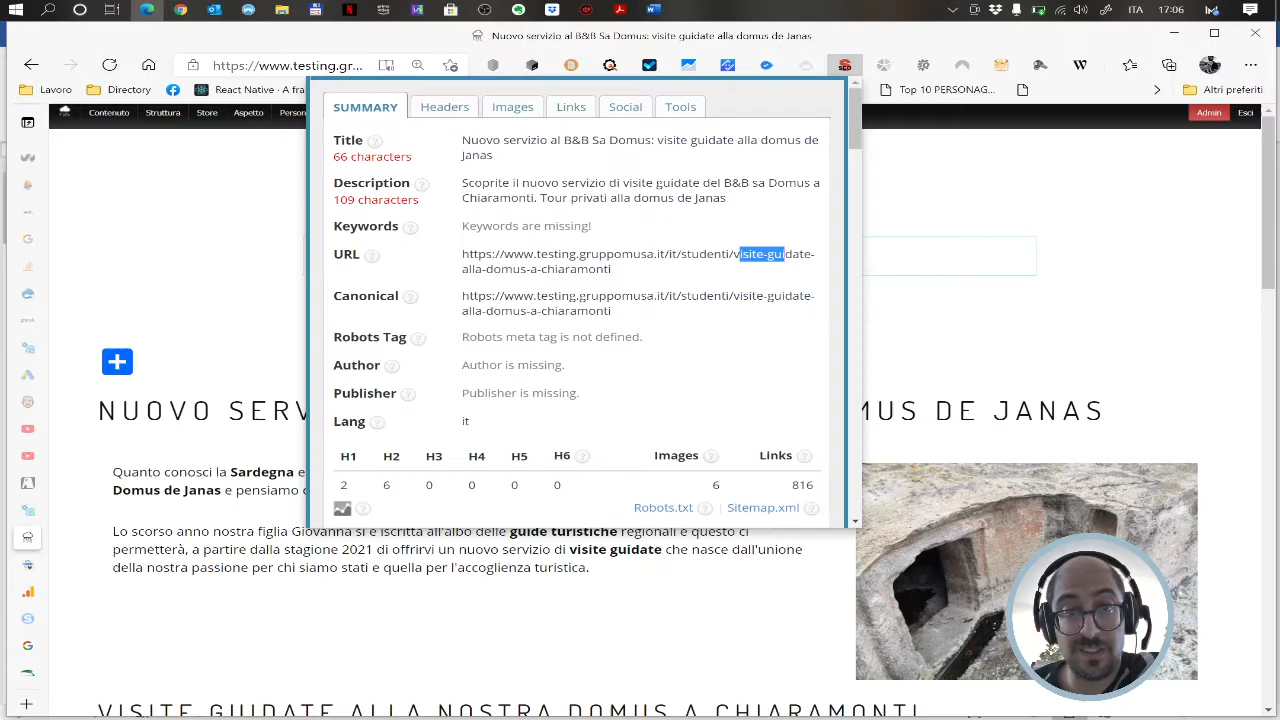 ITA 17:06
Nuovo servizio al B&B Sa Domus: visite guidate alla domus de Janas
https://www.testing.gr...
Lavoro
Directory
React Native · A fra
Top 10 PERSONAG...
Altri preferiti
Contenuto
Struttura
Store
Aspetto
Person
Admin
Esci
SUMMARY
Headers
Images
Links
Social
Tools
Title ?
66 characters
Nuovo servizio al B&B Sa Domus: visite guidate alla domus de
Janas
Description ?
109 characters
Scoprite il nuovo servizio di visite guidate del B&B sa Domus a
Chiaramonti. Tour privati alla domus de Janas
Keywords ?
Keywords are missing!
URL ?
https://www.testing.gruppomusa.it/it/studenti/visite-guidate-
alla-domus-a-chiaramonti
Canonical ?
https://www.testing.gruppomusa.it/it/studenti/visite-guidate-
alla-domus-a-chiaramonti
Robots Tag ?
Robots meta tag is not defined.
Author ?
Author is missing.
Publisher ?
Publisher is missing.
Lang ?
it
H1 H2 H3 H4 H5 H6 ? Images ? Links ?
2 6 0 0 0 0 6 816
Robots.txt ? | Sitemap.xml ?
NUOVO SERV
MUS DE JANAS
Quanto conosci la Sardegna e
Domus de Janas e pensiamo
Lo scorso anno nostra figlia Giovanna si è iscritta all'albo delle guide turistiche regionali e questo ci
permetterà, a partire dalla stagione 2021 di offrirvi un nuovo servizio di visite guidate che nasce dall'unione
della nostra passione per chi siamo stati e quella per l'accoglienza turistica.
VISITE GUIDATE ALLA NOSTRA DOMUS A CHIARAMONTI